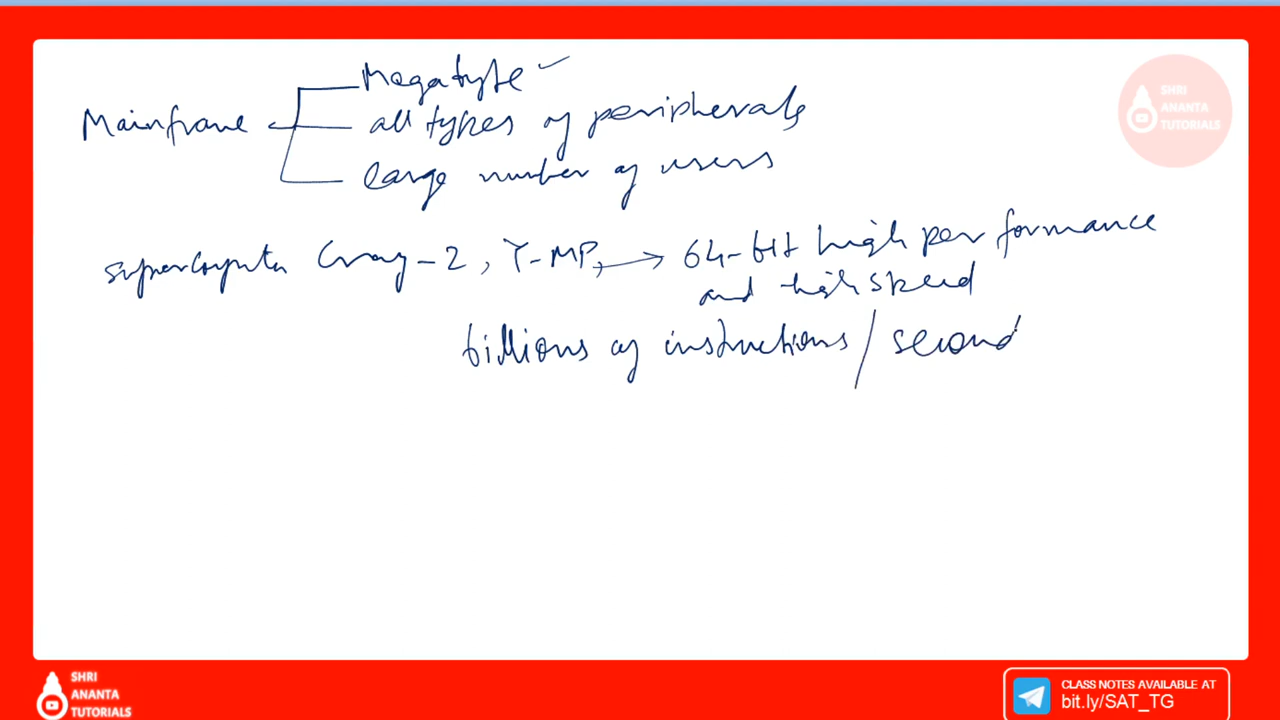 Megabyte
Mainframe
all types of peripherals
large number of users
supercomputer Cray-2, Y-MP, → 64-bit high performance
and high speed
billions of instructions / second
SHRI
ANANTA
TUTORIALS
SHRI
ANANTA
TUTORIALS
CLASS NOTES AVAILABLE AT
bit.ly/SAT_TG